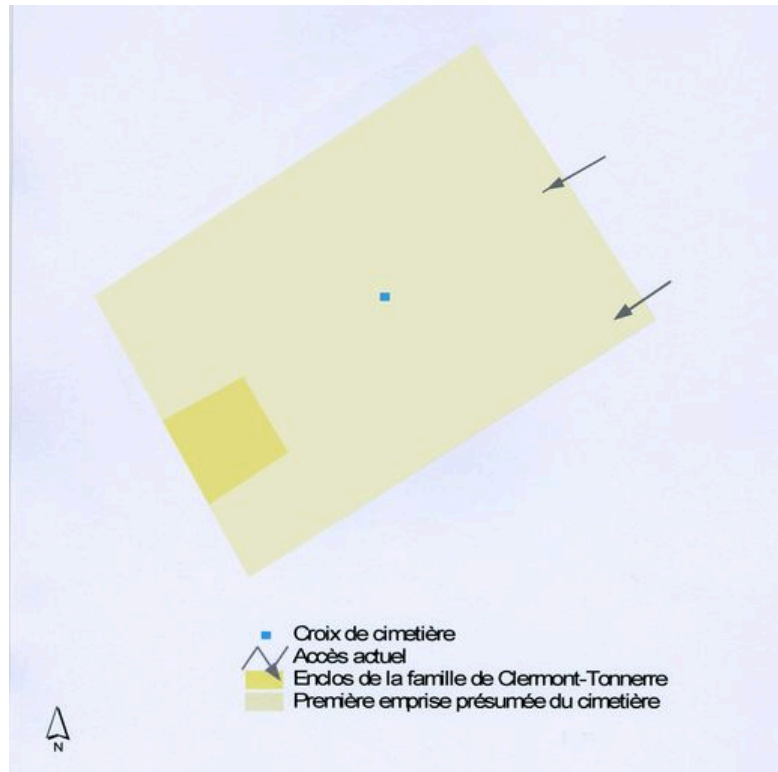 Croix de cimetière
Accès actuel
Enclos de la famille de Clermont-Tonnerre
Première emprise présumée du cimetière
N